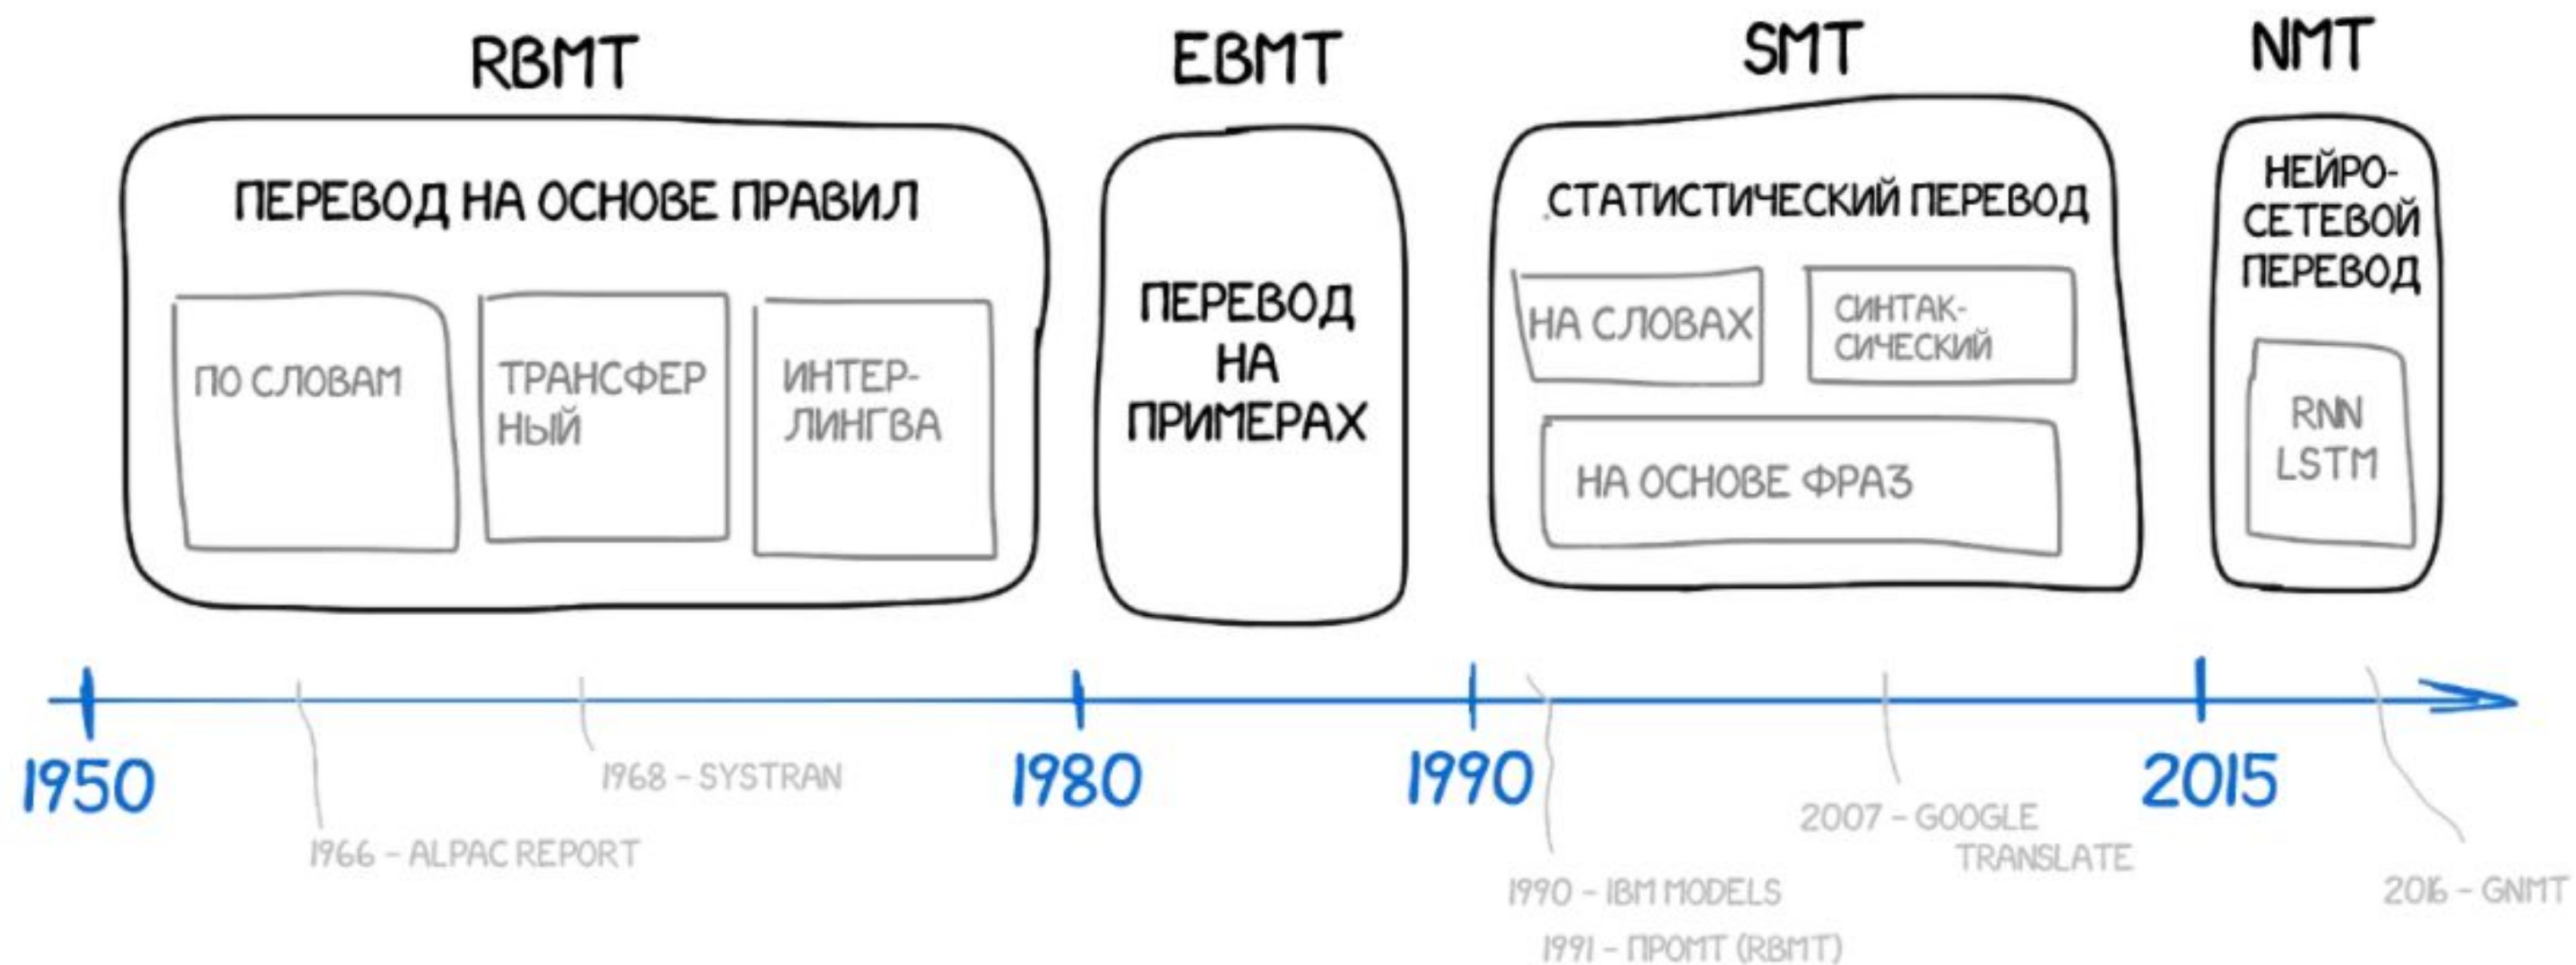 RBMT
ПЕРЕВОД НА ОСНОВЕ ПРАВИЛ
ПО СЛОВАМ
ТРАНСФЕР
НЫЙ
ИНТЕР-
ЛИНГВА
EBMT
ПЕРЕВОД
НА
ПРИМЕРАХ
SMT
СТАТИСТИЧЕСКИЙ ПЕРЕВОД
НА СЛОВАХ
СИНТАК-
СИЧЕСКИЙ
НА ОСНОВЕ ФРАЗ
NMT
НЕЙРО-
СЕТЕВОЙ
ПЕРЕВОД
RNN
LSTM
1950
1966 - ALPAC REPORT
1968 - SYSTRAN
1980
1990
1990 - IBM MODELS
1991 - ПРОМТ (RBMT)
2007 - GOOGLE
TRANSLATE
2015
2016 - GNMT